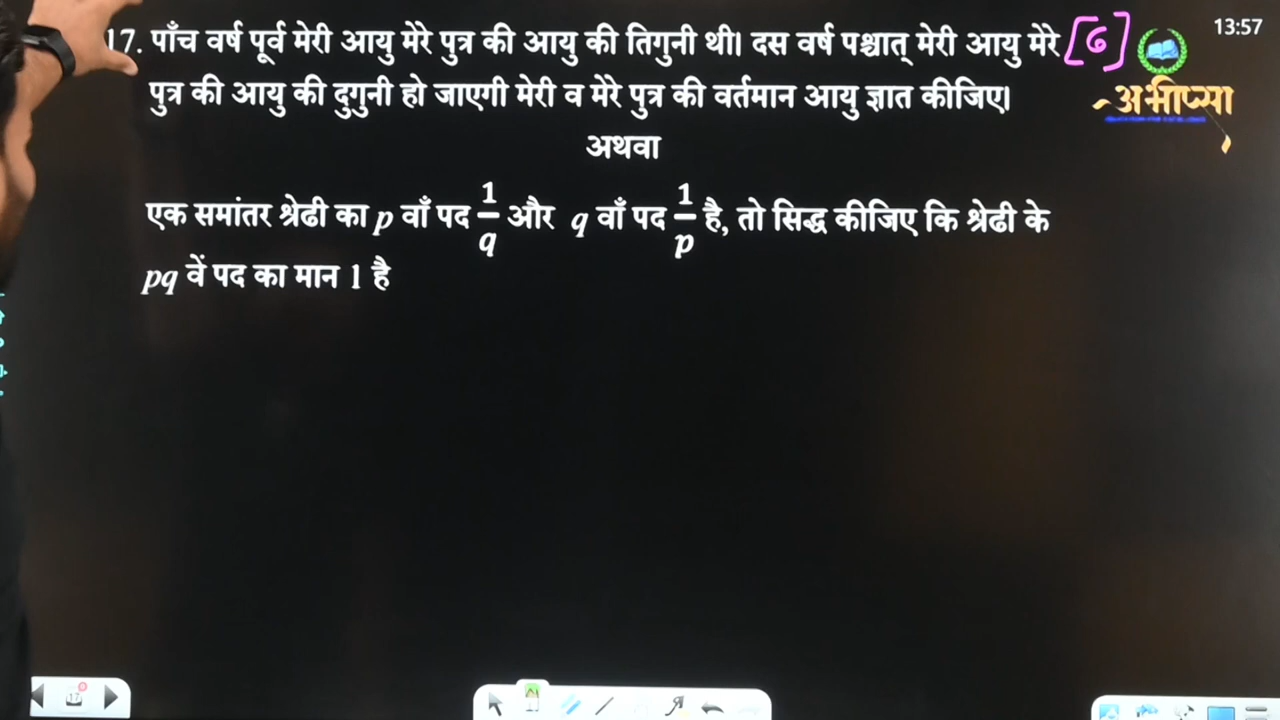 13:57
17. पाँच वर्ष पूर्व मेरी आयु मेरे पुत्र की आयु की तिगुनी थी। दस वर्ष पश्चात् मेरी आयु मेरे [6]
पुत्र की आयु की दुगुनी हो जाएगी मेरी व मेरे पुत्र की वर्तमान आयु ज्ञात कीजिए।
अभीप्सा
अथवा
एक समांतर श्रेढी का p वाँ पद 1/q और q वाँ पद 1/p है, तो सिद्ध कीजिए कि श्रेढी के
pq वें पद का मान 1 है